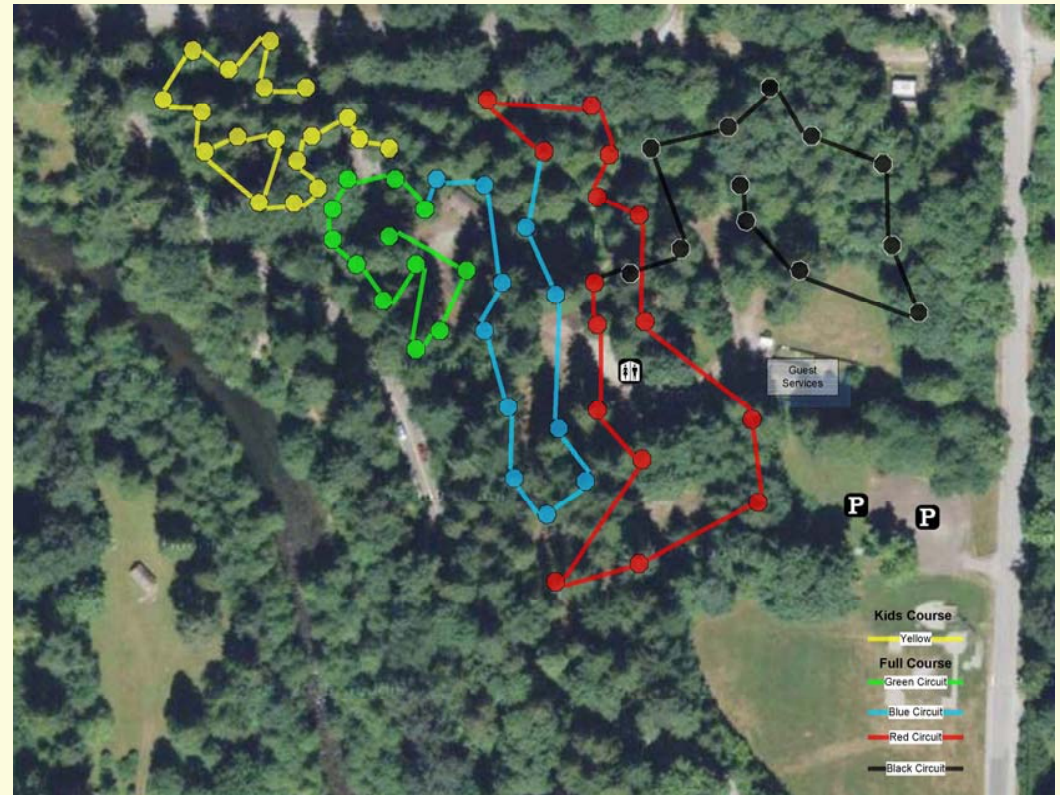 Guest
Services
P
P
Kids Course
Yellow
Full Course
Green Circuit
Blue Circuit
Red Circuit
Black Circuit